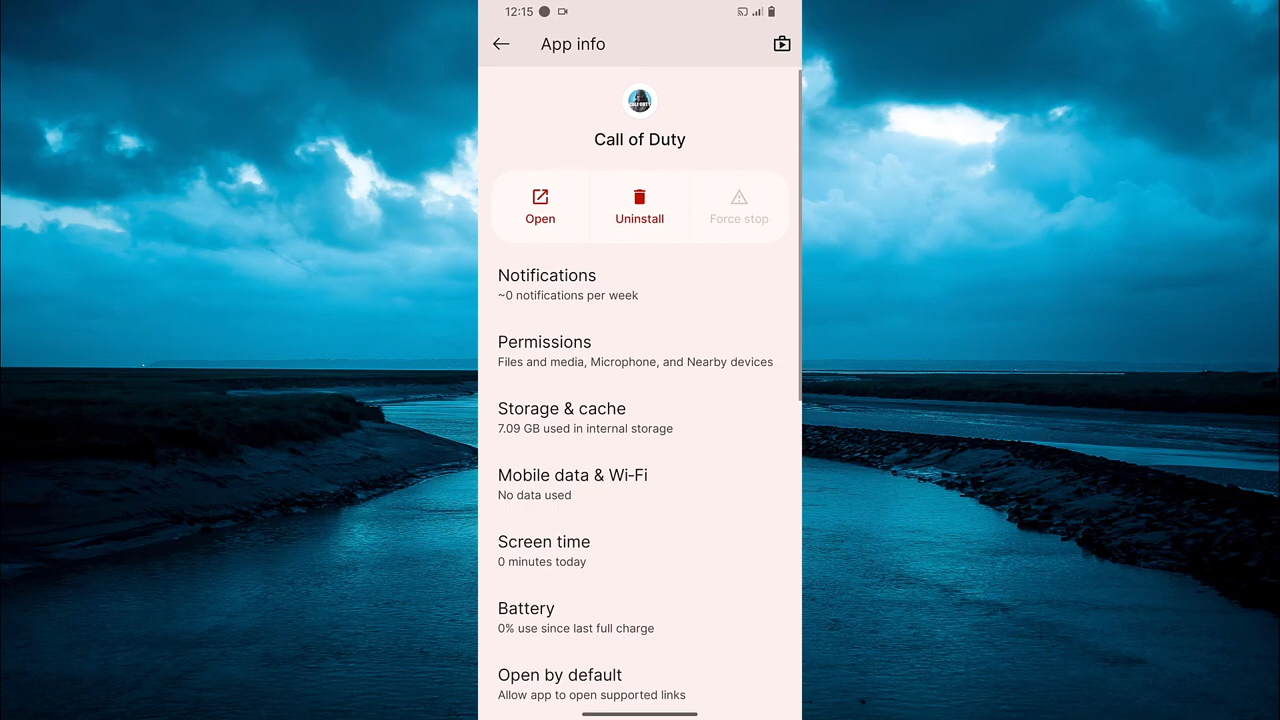 12:15
App info
CALL OF DUTY
Call of Duty
Open
Uninstall
Force stop
Notifications
~0 notifications per week
Permissions
Files and media, Microphone, and Nearby devices
Storage & cache
7.09 GB used in internal storage
Mobile data & Wi-Fi
No data used
Screen time
0 minutes today
Battery
0% use since last full charge
Open by default
Allow app to open supported links